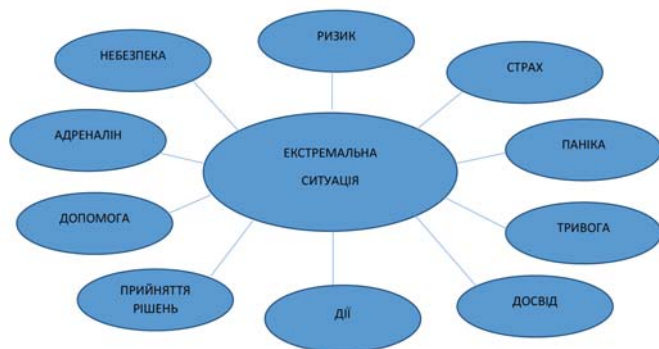 РИЗИК
НЕБЕЗПЕКА
СТРАХ
АДРЕНАЛІН
ЕКСТРЕМАЛЬНА
СИТУАЦІЯ
ПАНІКА
ДОПОМОГА
ТРИВОГА
ПРИЙНЯТТЯ
РІШЕНЬ
ДІЇ
ДОСВІД